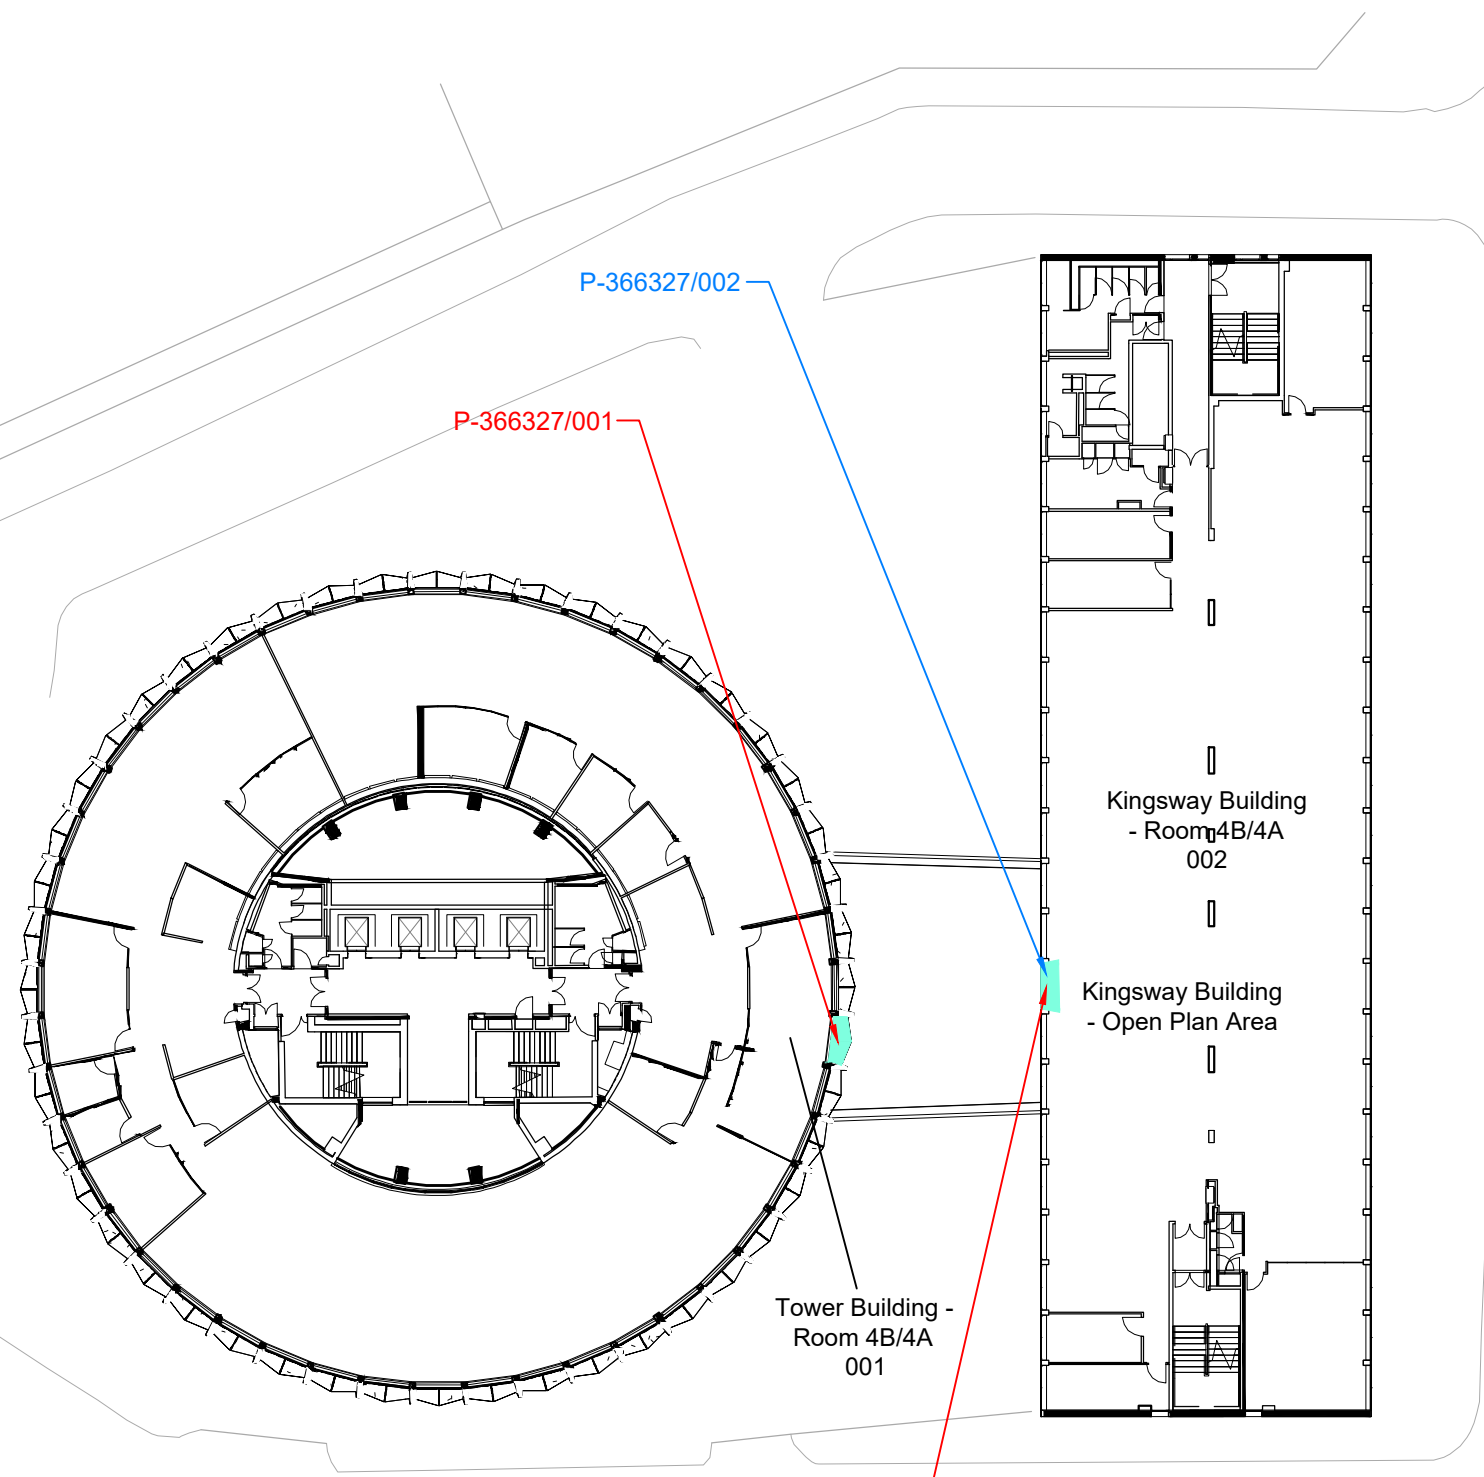 P-366327/002
P-366327/001
Kingsway Building
- Room 4B/4A
002
Kingsway Building
- Open Plan Area
Tower Building -
Room 4B/4A
001